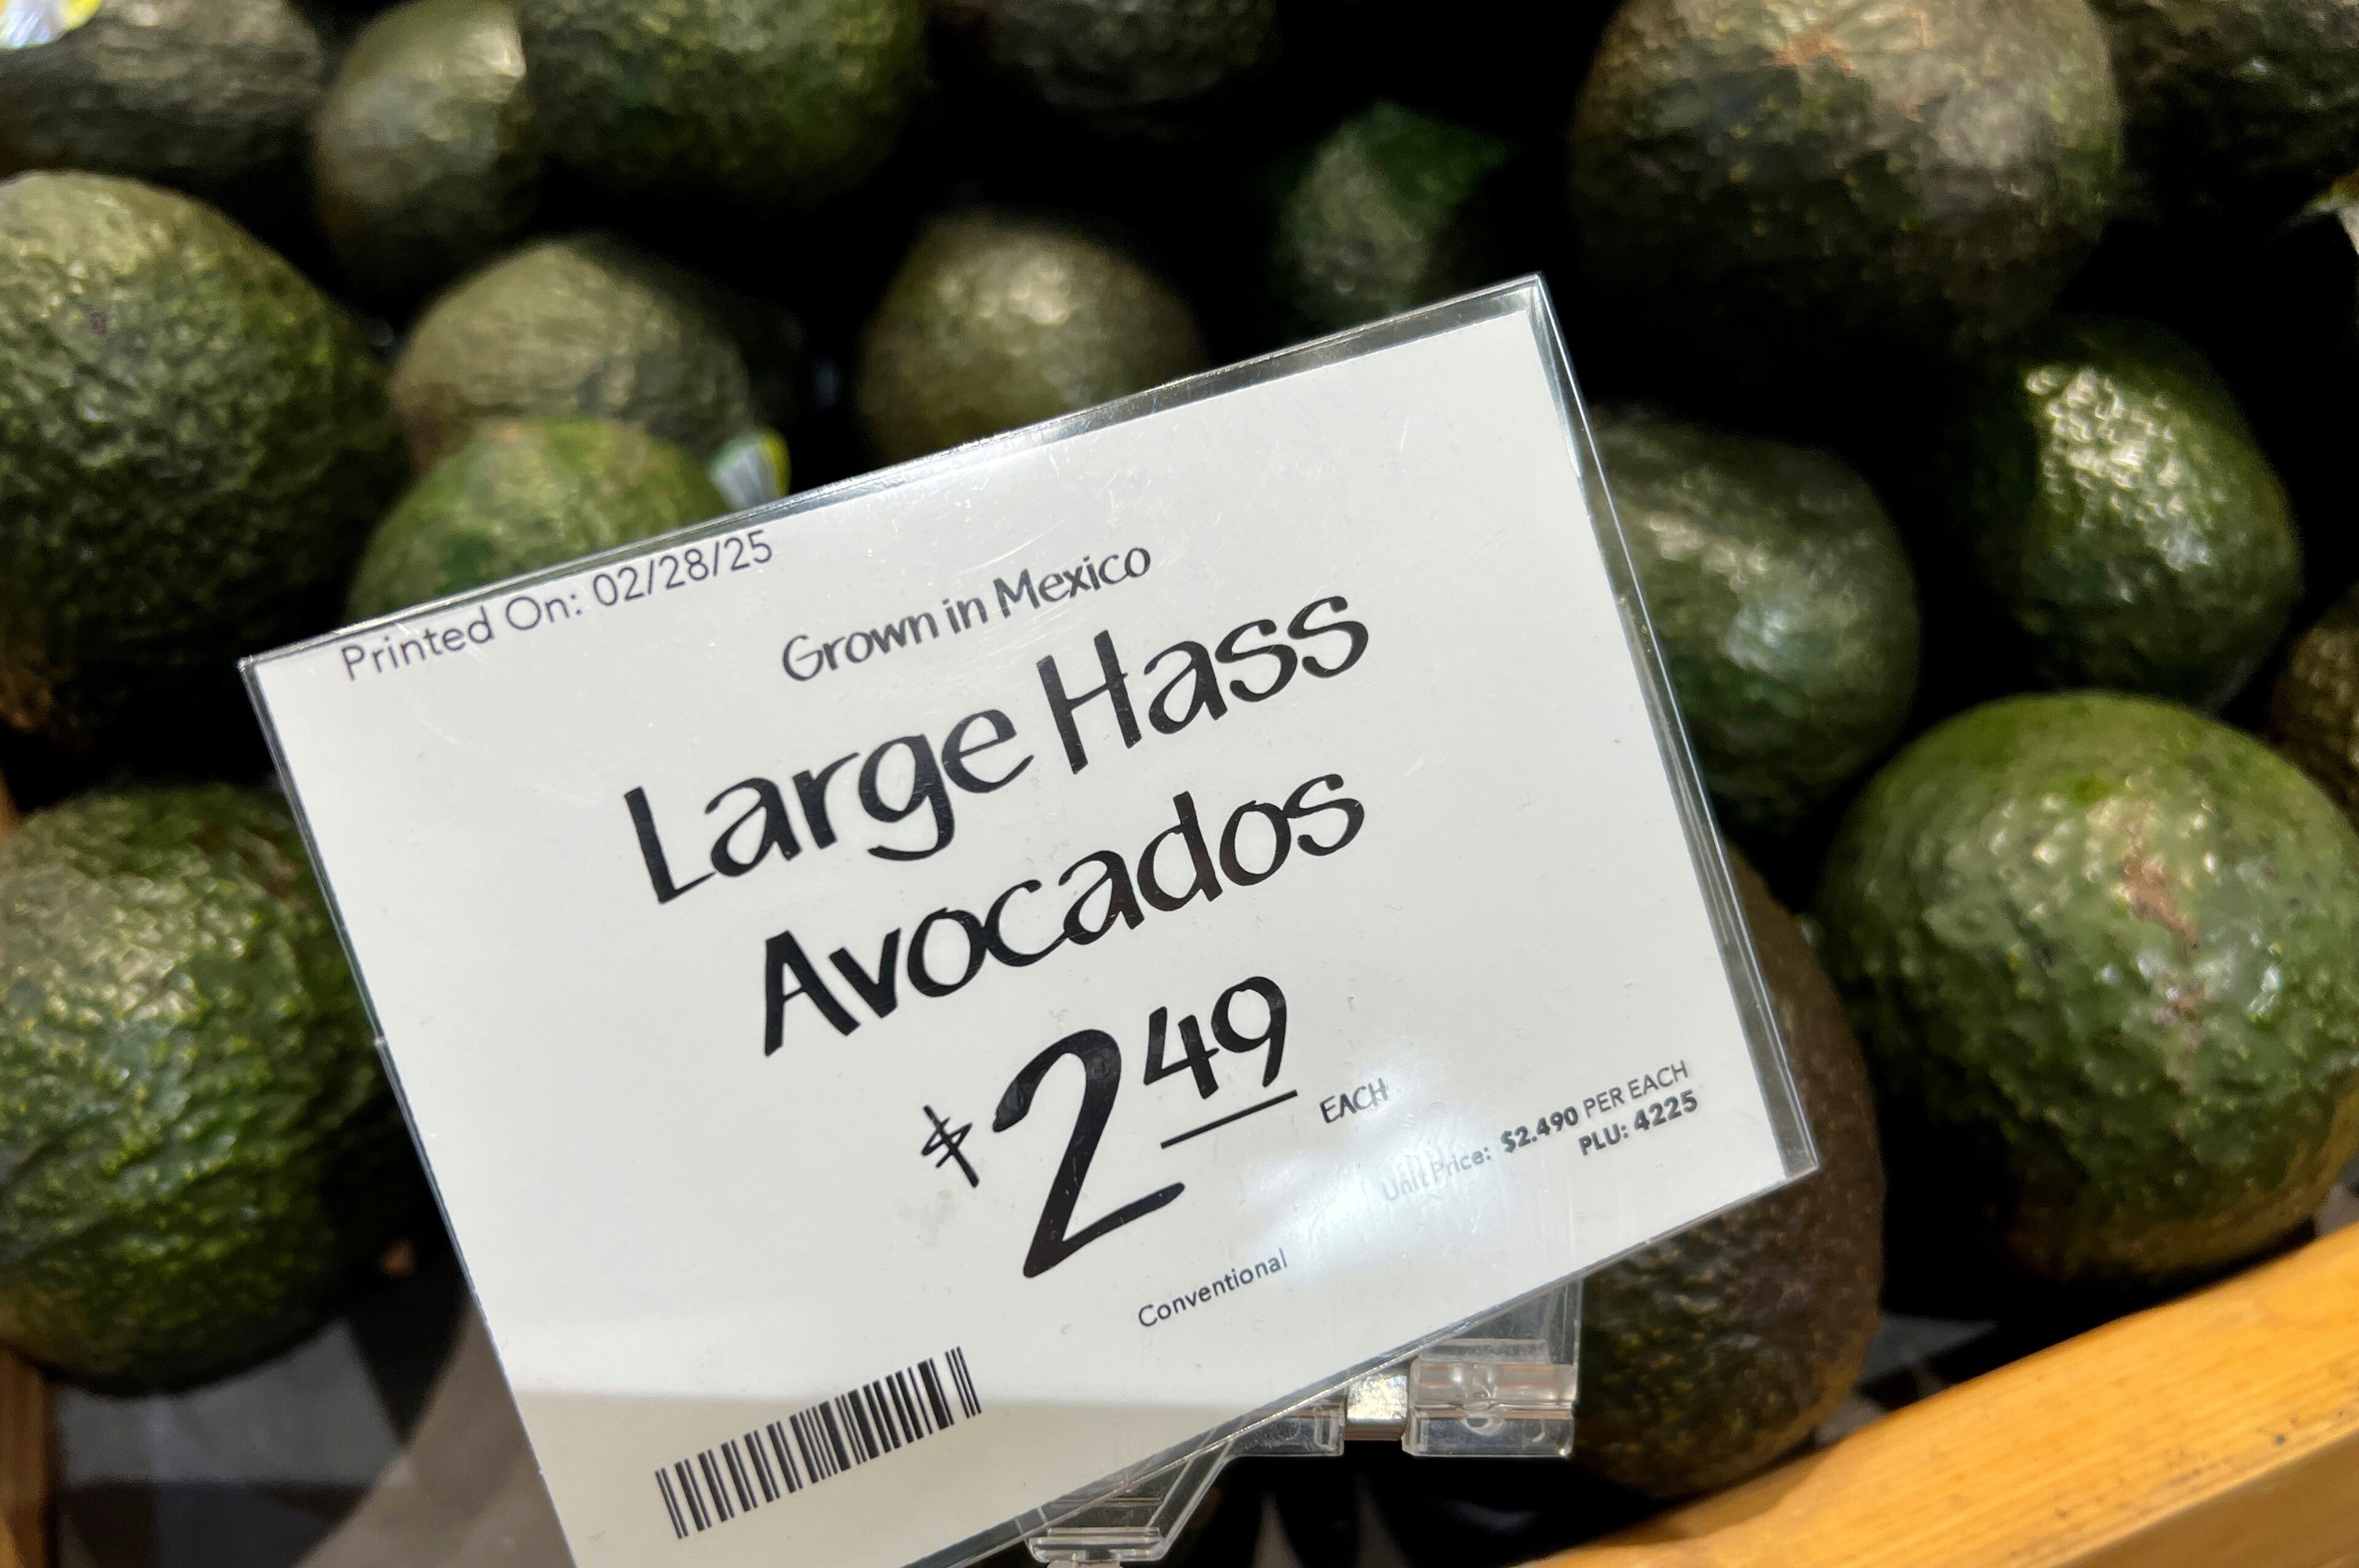 Printed On: 02/28/25
Grown in Mexico
Large Hass
Avocados
$2.49 EACH
Unit Price: $2.490 PER EACH
PLU: 4225
Conventional